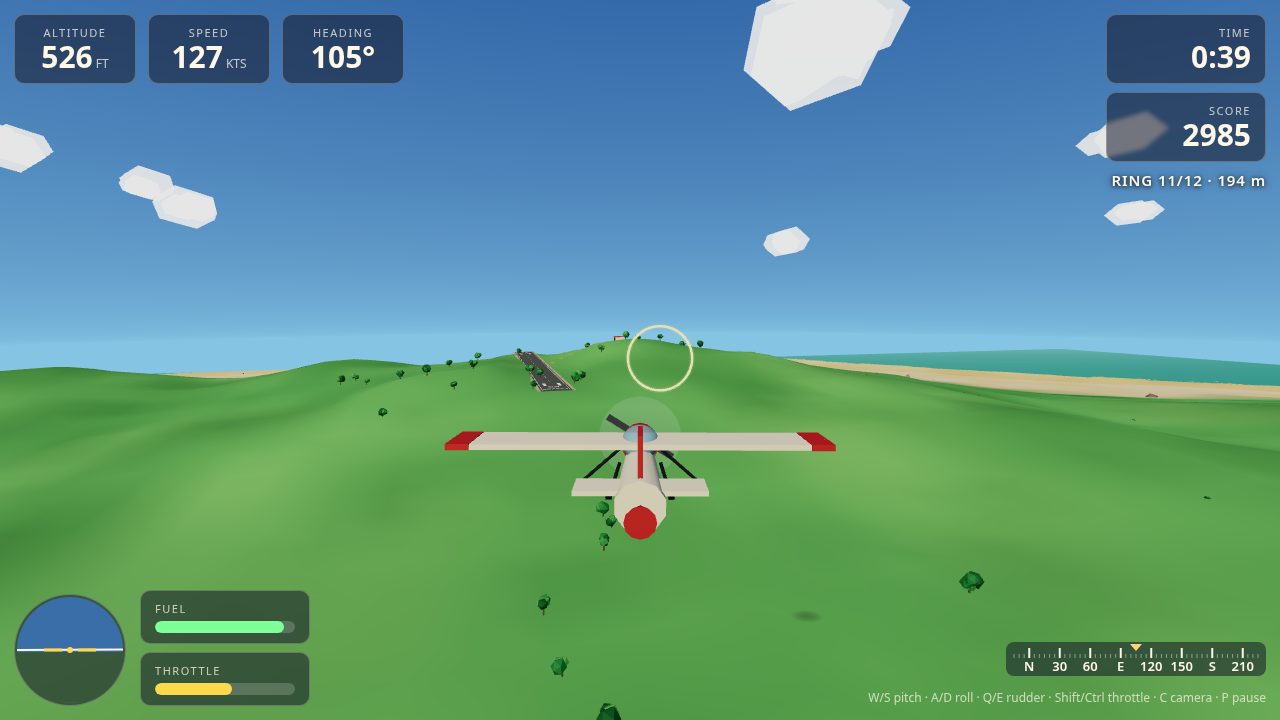 ALTITUDE
526 FT
SPEED
127 KTS
HEADING
105°
TIME
0:39
SCORE
2985
RING 11/12 · 194 m
FUEL
THROTTLE
N 30 60 E 120 150 S 210
W/S pitch · A/D roll · Q/E rudder · Shift/Ctrl throttle · C camera · P pause